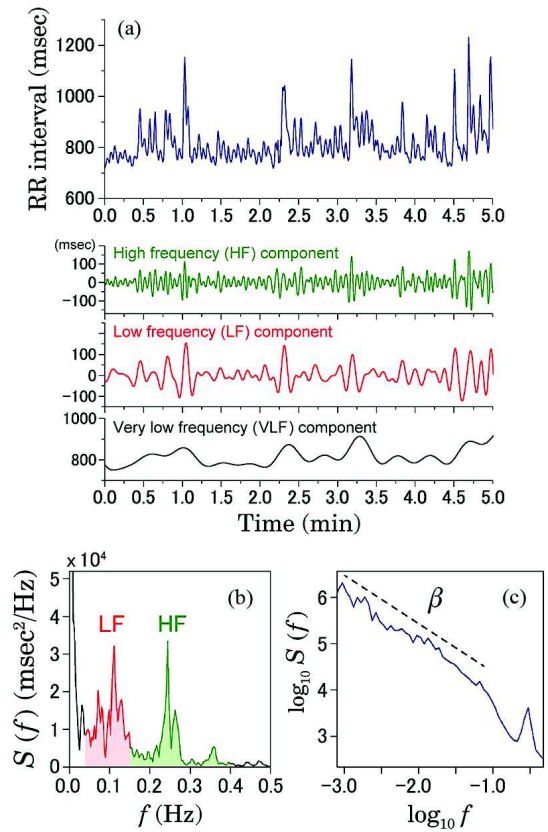 (a)
RR interval (msec)
1200
1000
800
600
0.0 0.5 1.0 1.5 2.0 2.5 3.0 3.5 4.0 4.5 5.0
(msec)
High frequency (HF) component
100
0
-100
Low frequency (LF) component
100
0
-100
Very low frequency (VLF) component
1000
800
0.0 0.5 1.0 1.5 2.0 2.5 3.0 3.5 4.0 4.5 5.0
Time (min)
x 10⁴
(b)
S (f) (msec²/Hz)
5
4
3
2
1
0
LF
HF
0.0 0.1 0.2 0.3 0.4 0.5
f (Hz)
(c)
β
log₁₀ S (f)
6
5
4
3
-3.0 -2.0 -1.0
log₁₀ f